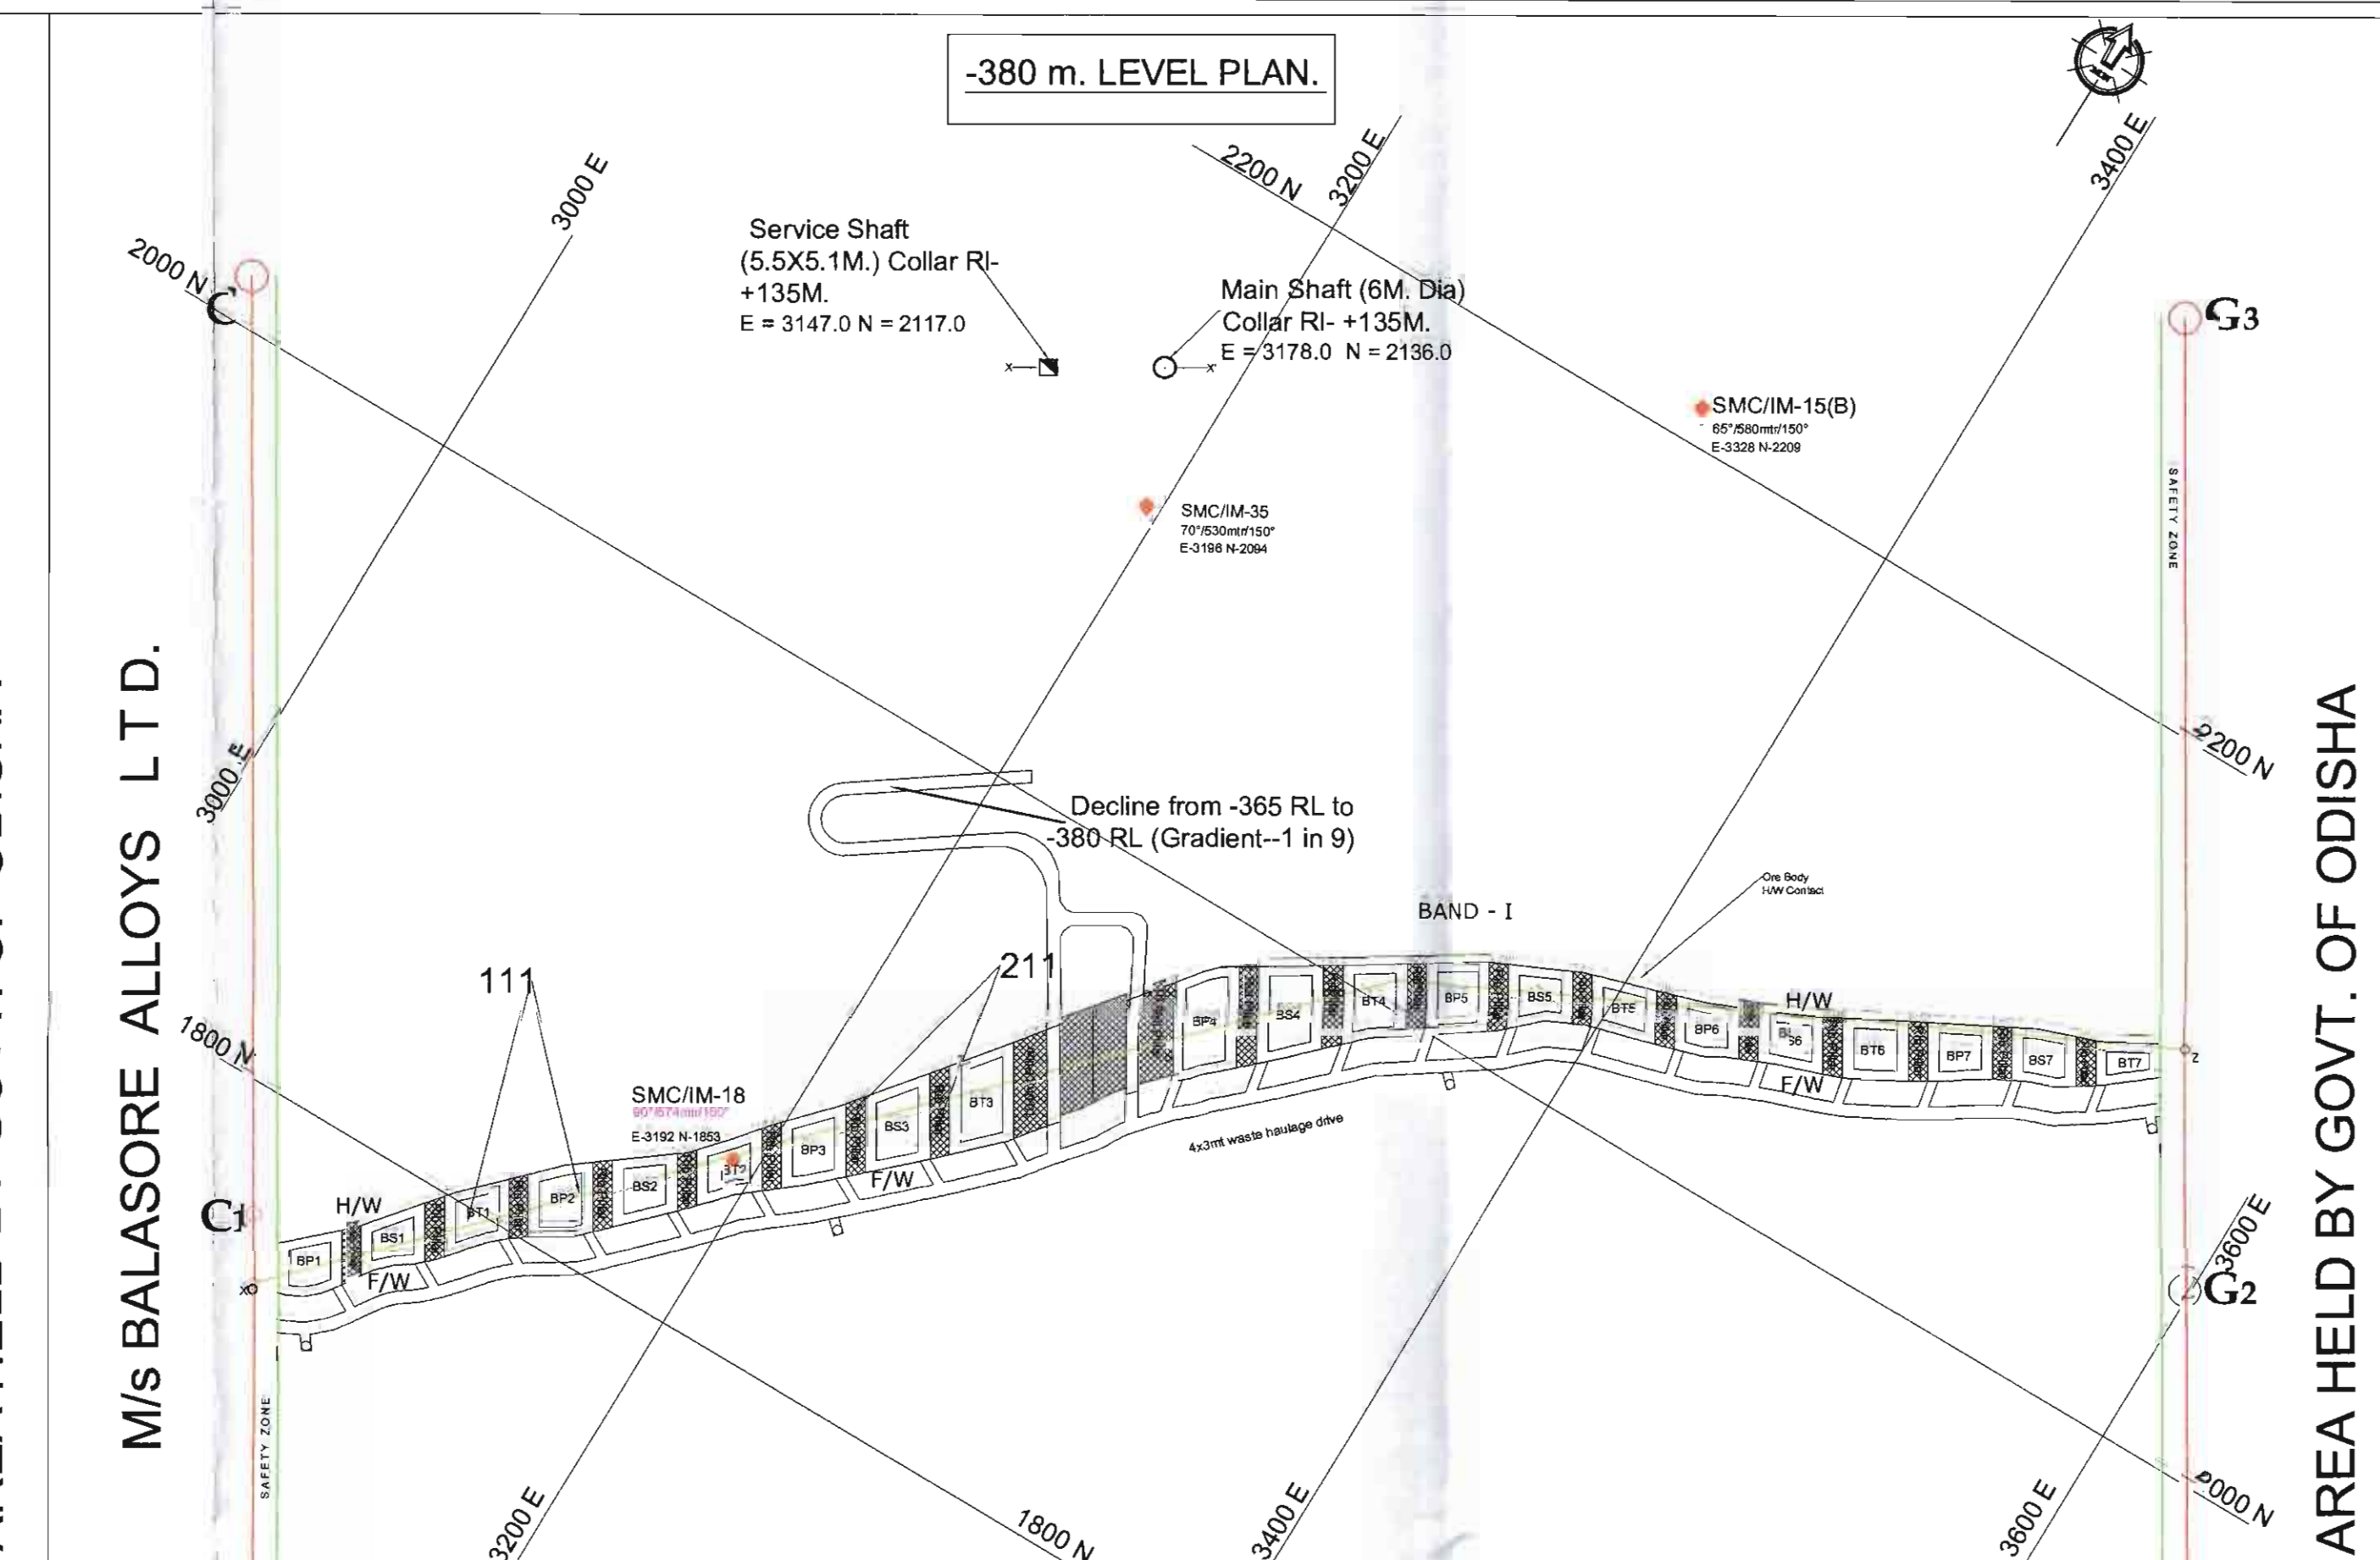 -380 m. LEVEL PLAN.
2200 N
3200 E
3400 E
3000 E
2000 N
C
Service Shaft
(5.5X5.1M.) Collar Rl-
+135M.
E = 3147.0 N = 2117.0
Main Shaft (6M. Dia)
Collar Rl- +135M.
E = 3178.0 N = 2136.0
x
x'
G3
SMC/IM-15(B)
65°/580mtr/150°
E-3328 N-2209
SAFETY ZONE
SMC/IM-35
70°/530mtr/150°
E-3196 N-2094
M/s BALASORE ALLOYS L T D.
AREA HELD BY GOVT. OF ODISHA
3000 E
2200 N
Decline from -365 RL to
-380 RL (Gradient--1 in 9)
Ore Body
H/W Contact
BAND - I
111
211
1800 N
H/W
BT4
BP5
BS5
BT5
BP4
BS4
BP6
S6
BT6
BP7
BS7
BT7
z
F/W
SMC/IM-18
90°/574mtr/150°
E-3192 N-1853
BT3
BS3
BP3
4x3mt waste haulage drive
F/W
BS2
BP2
BT1
H/W
C1
BS1
BP1
F/W
x
3600 E
G2
SAFETY ZONE
3200 E
1800 N
3400 E
3600 E
2000 N